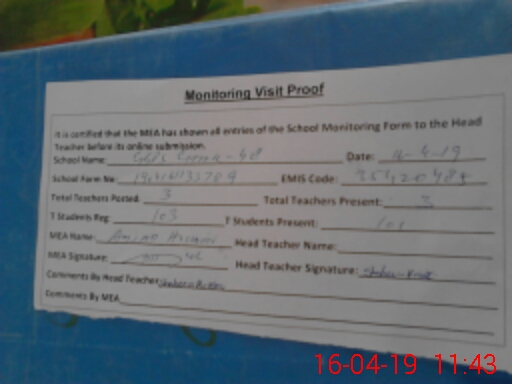 Monitoring Visit Proof
It is certified that the MEA has shown all entries of the School Monitoring Form to the Head
Teacher before its online submission.
School Name: Date: 16-4-19
School Form No: EMIS Code:
Total Teachers Posted: 3 Total Teachers Present: 3
T Students Reg: 103 T Students Present: 101
MEA Name: Head Teacher Name:
MEA Signature: Head Teacher Signature:
Comments By Head Teacher
Comments By MEA
16-04-19 11:43